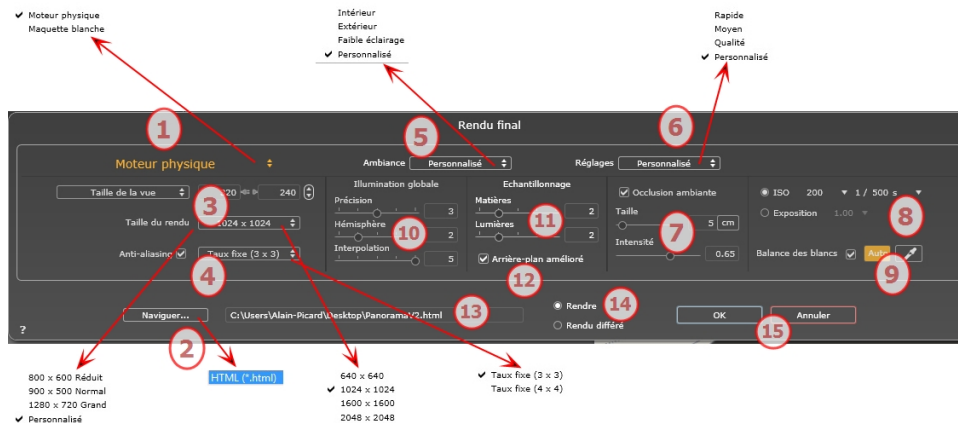 Moteur physique
Maquette blanche
Intérieur
Extérieur
Faible éclairage
Personnalisé
Rapide
Moyen
Qualité
Personnalisé
Rendu final
1
5
6
Moteur physique
Ambiance
Personnalisé
Réglages
Personnalisé
Taille de la vue
240
Taille du rendu
1024 x 1024
3
Anti-aliasing
Taux fixe (3 x 3)
4
Illumination globale
Précision
3
Hémisphère
2
10
Interpolation
5
Echantillonnage
Matières
2
Lumières
2
11
Arrière-plan amélioré
12
Occlusion ambiante
Taille
5
cm
7
Intensité
0.65
ISO
200
1 / 500 s
Exposition
1.00
8
Balance des blancs
Auto
9
Naviguer...
C:\Users\Alain-Picard\Desktop\PanoramaV2.html
13
Rendre
14
Rendu différé
OK
Annuler
15
?
2
800 x 600 Réduit
900 x 500 Normal
1280 x 720 Grand
Personnalisé
HTML (*.html)
640 x 640
1024 x 1024
1600 x 1600
2048 x 2048
Taux fixe (3 x 3)
Taux fixe (4 x 4)